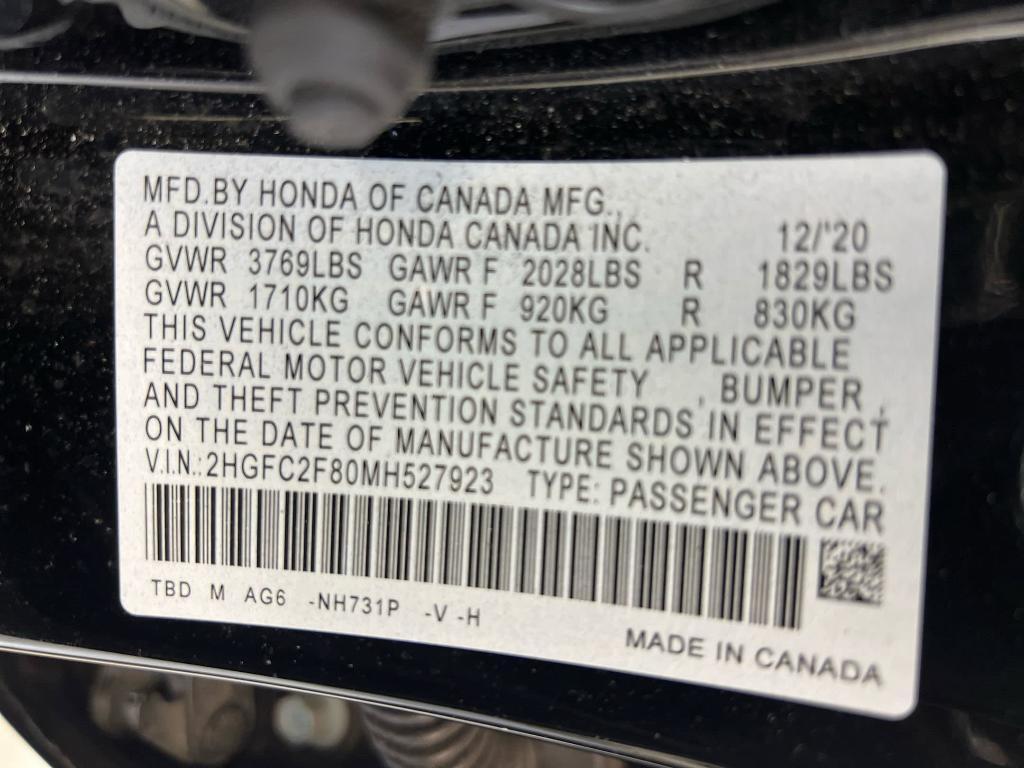 MFD.BY HONDA OF CANADA MFG.,
A DIVISION OF HONDA CANADA INC. 12/'20
GVWR 3769LBS GAWR F 2028LBS R 1829LBS
GVWR 1710KG GAWR F 920KG R 830KG
THIS VEHICLE CONFORMS TO ALL APPLICABLE
FEDERAL MOTOR VEHICLE SAFETY , BUMPER ,
AND THEFT PREVENTION STANDARDS IN EFFECT
ON THE DATE OF MANUFACTURE SHOWN ABOVE.
V.I.N.:2HGFC2F80MH527923 TYPE: PASSENGER CAR
TBD M AG6 -NH731P -V -H
MADE IN CANADA